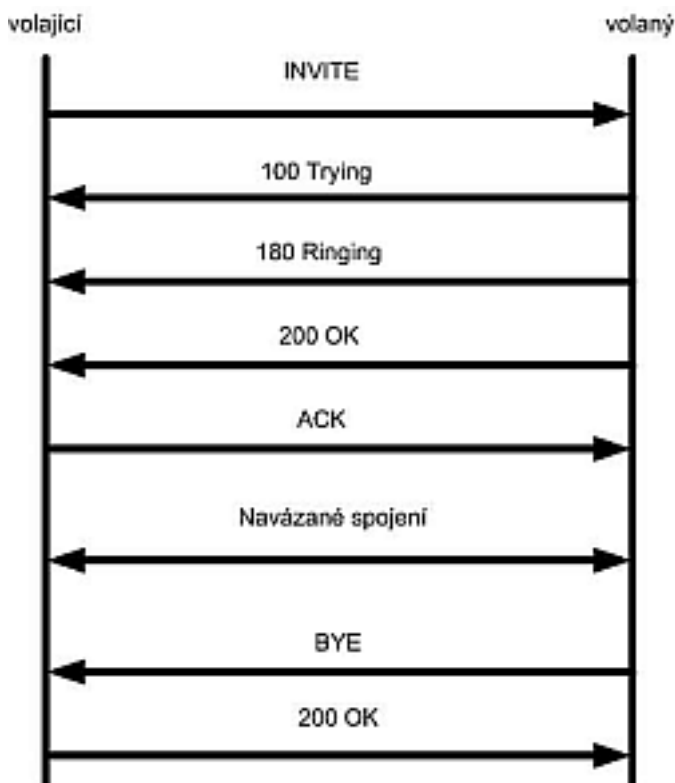 volající
volaný
INVITE
100 Trying
180 Ringing
200 OK
ACK
Navázané spojení
BYE
200 OK